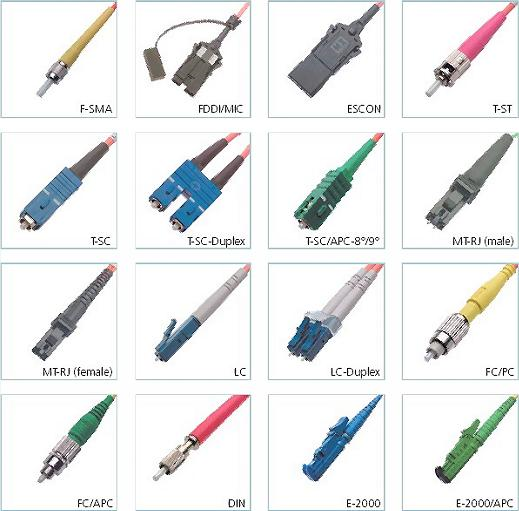 F-SMA
FDDI/MIC
ESCON
T-ST
T-SC
T-SC-Duplex
T-SC/APC-8°/9°
MT-RJ (male)
MT-RJ (female)
LC
LC-Duplex
FC/PC
FC/APC
DIN
E-2000
E-2000/APC